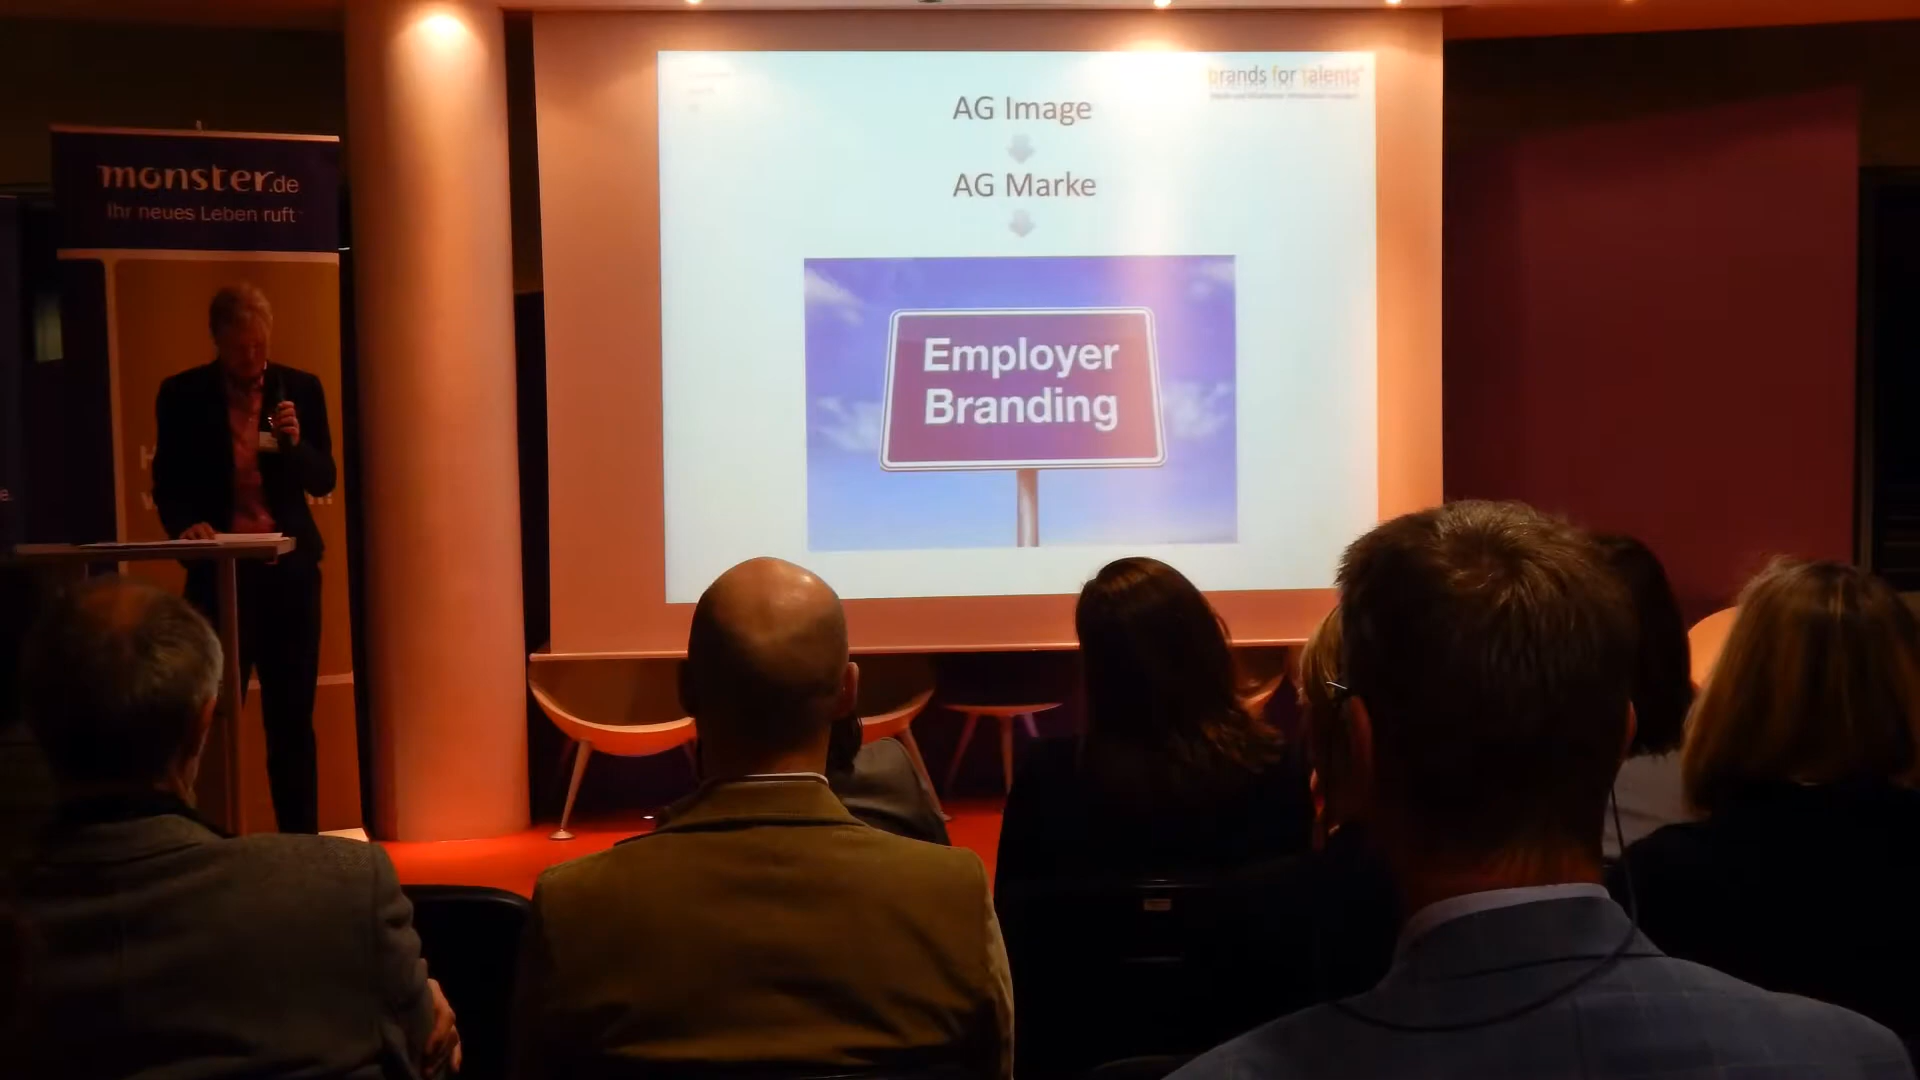 monster.de
Ihr neues Leben ruft
brands for talents
AG Image
AG Marke
Employer
Branding